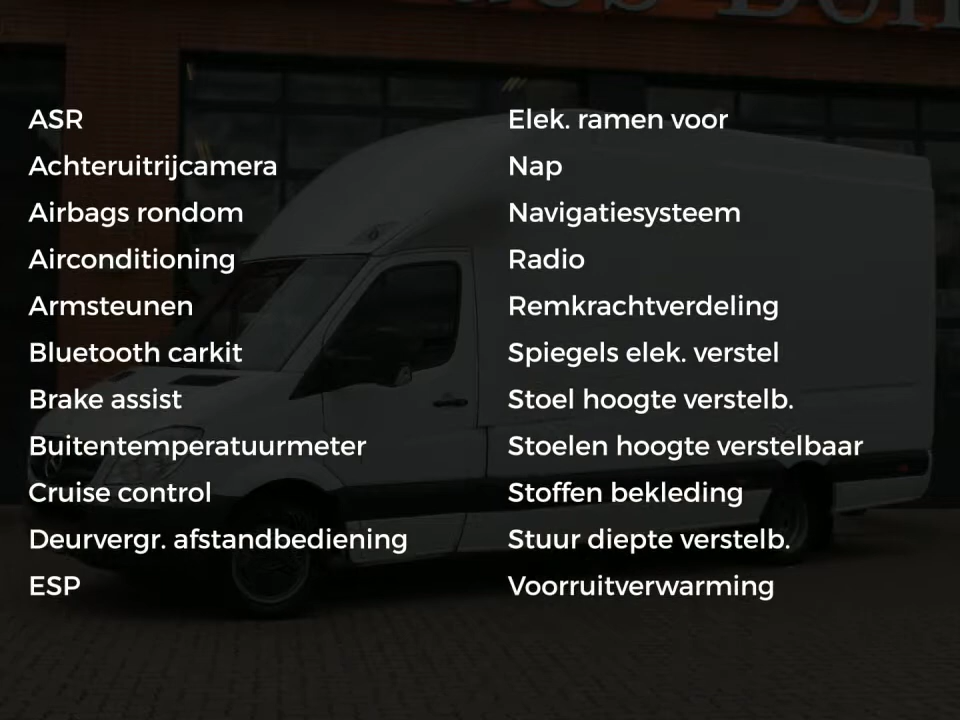 ASR
Achteruitrijcamera
Airbags rondom
Airconditioning
Armsteunen
Bluetooth carkit
Brake assist
Buitentemperatuurmeter
Cruise control
Deurvergr. afstandbediening
ESP
Elek. ramen voor
Nap
Navigatiesysteem
Radio
Remkrachtverdeling
Spiegels elek. verstel
Stoel hoogte verstelb.
Stoelen hoogte verstelbaar
Stoffen bekleding
Stuur diepte verstelb.
Voorruitverwarming